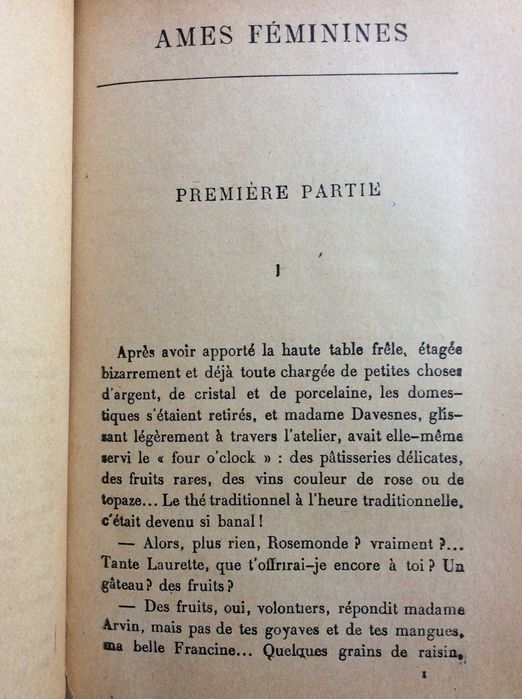 AMES FÉMININES
PREMIÈRE PARTIE
I
Après avoir apporté la haute table frêle, étagée
bizarrement et déjà toute chargée de petites choses
d'argent, de cristal et de porcelaine, les domes-
tiques s'étaient retirés, et madame Davesnes, glis-
sant légèrement à travers l'atelier, avait elle-même
servi le « four o'clock » : des pâtisseries délicates,
des fruits rares, des vins couleur de rose ou de
topaze... Le thé traditionnel à l'heure traditionnelle,
c'était devenu si banal !
— Alors, plus rien, Rosemonde ? vraiment ?...
Tante Laurette, que t'offrirai-je encore à toi ? Un
gâteau ? des fruits ?
— Des fruits, oui, volontiers, répondit madame
Arvin, mais pas de tes goyaves et de tes mangues,
ma belle Francine... Quelques grains de raisin,
1